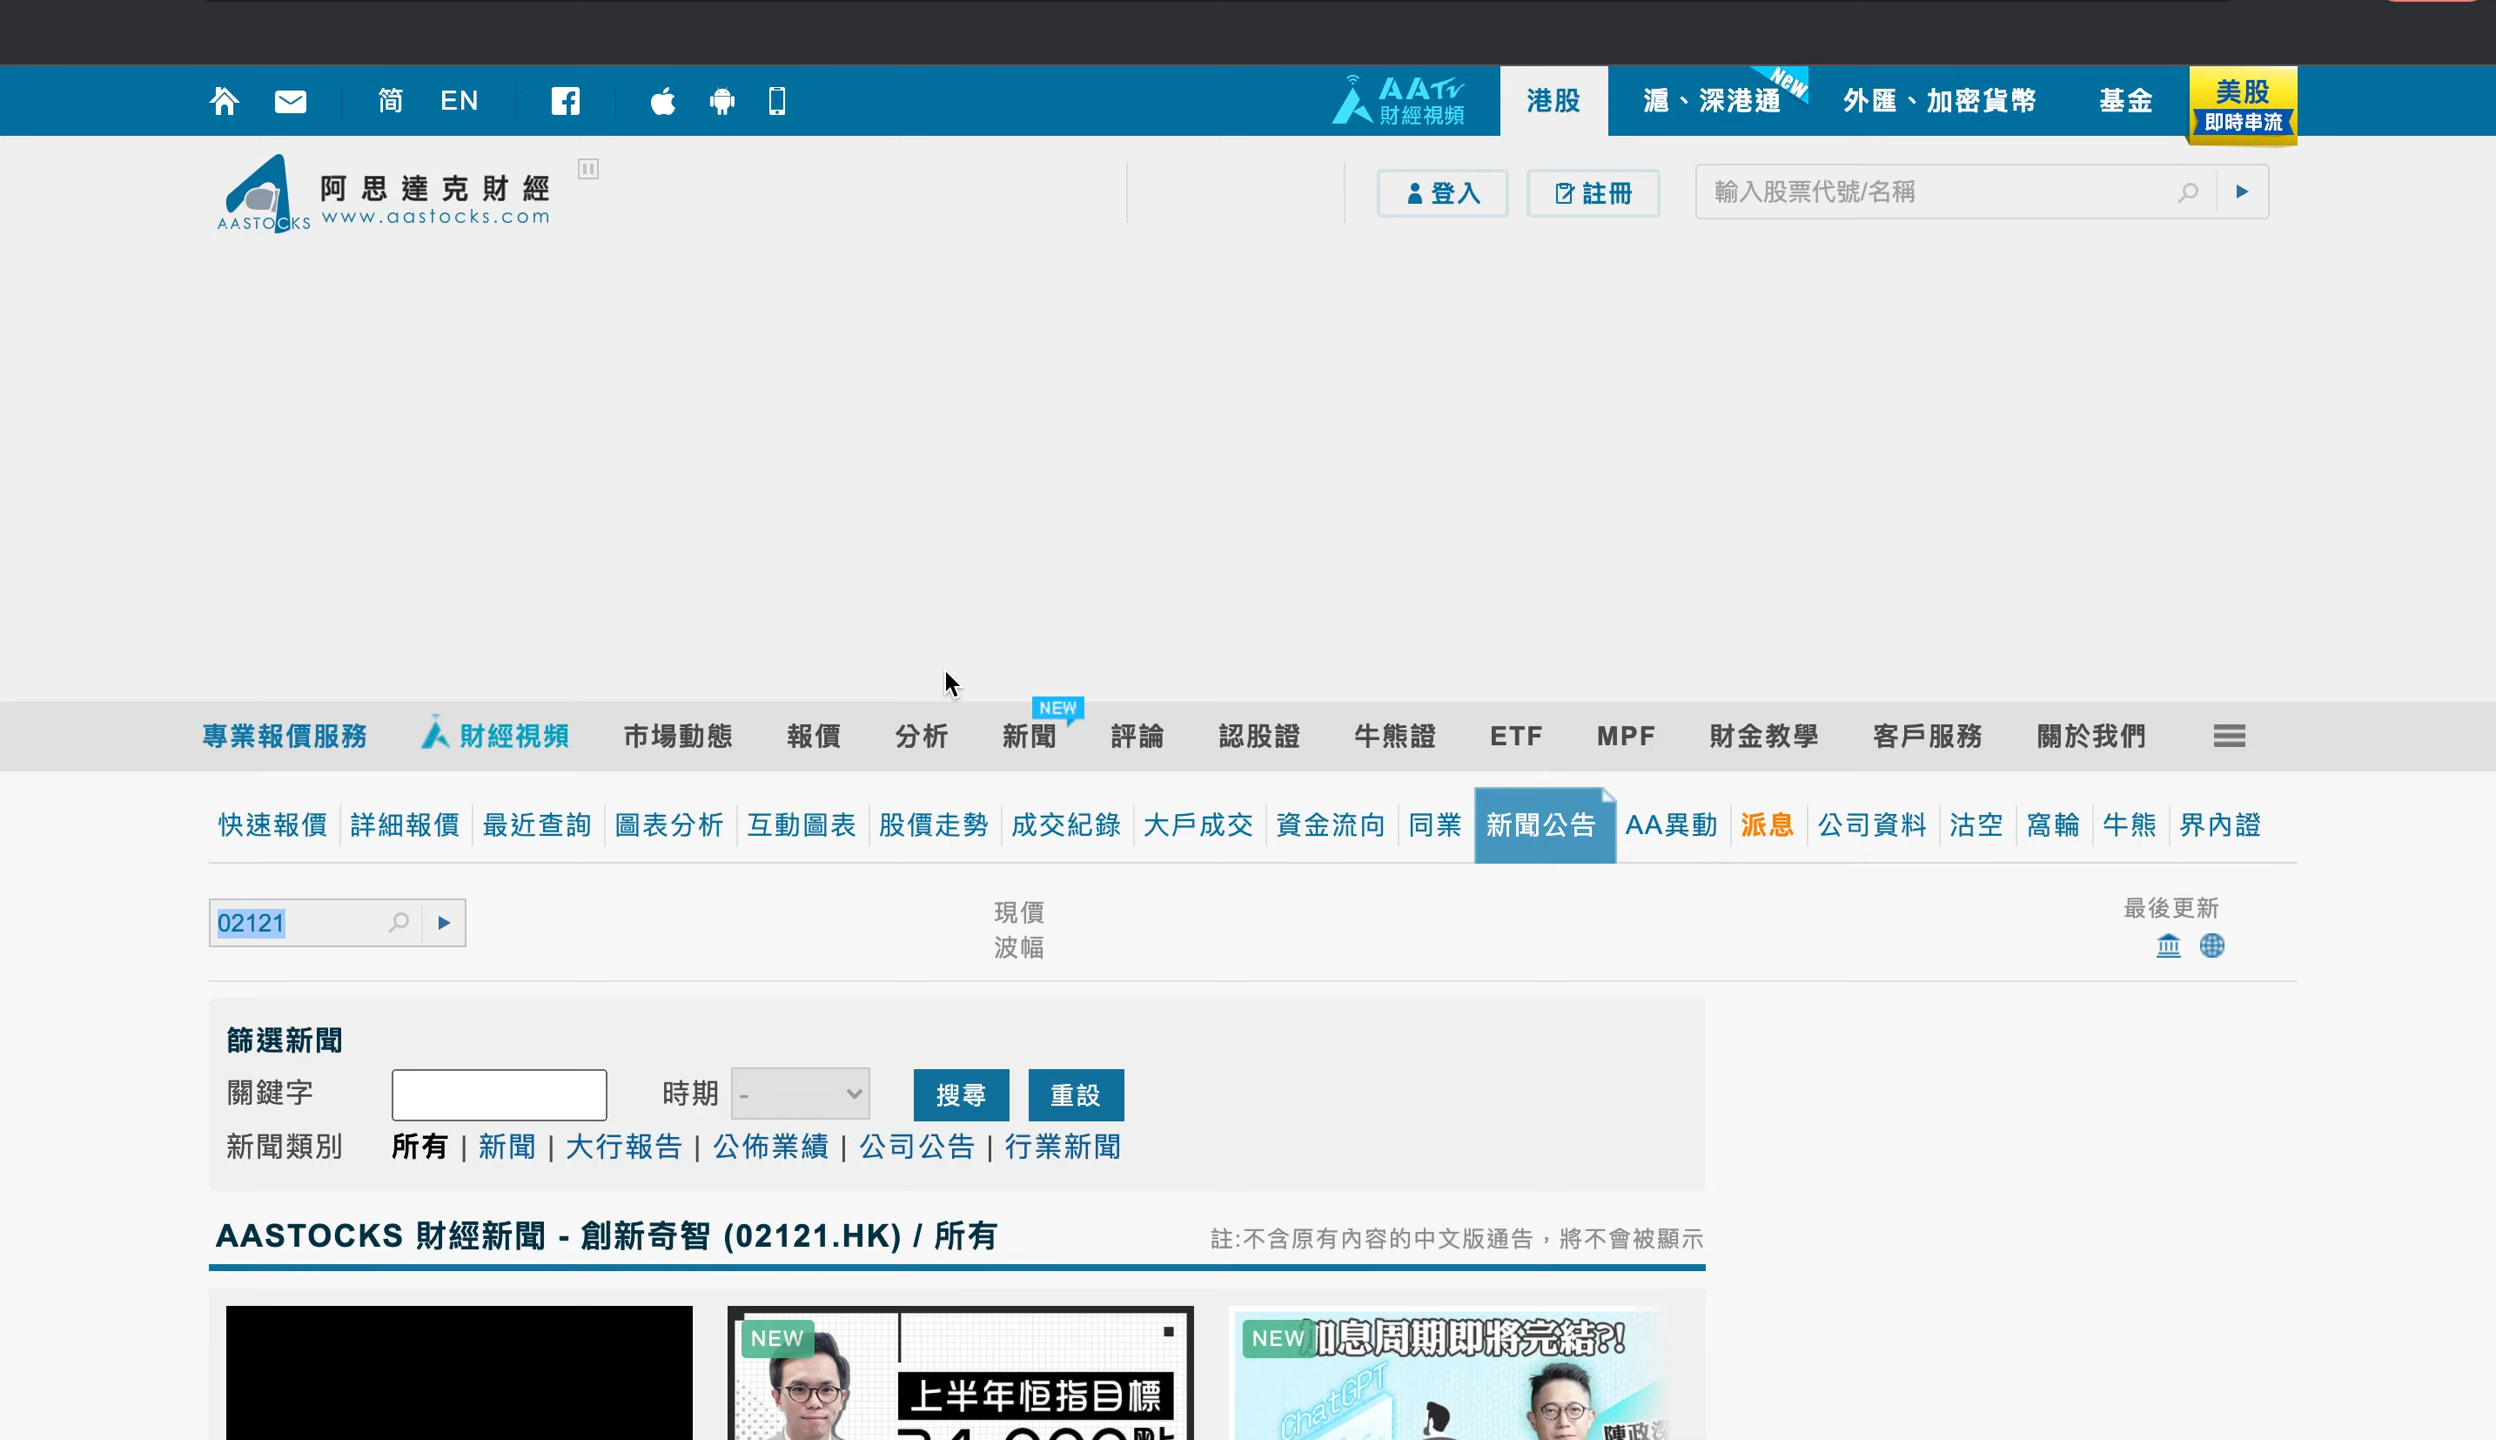 简 EN AATV 財經視頻 港股 滬、深港通 New 外匯、加密貨幣 基金 美股 即時串流
AASTOCKS 阿思達克財經
www.aastocks.com
登入 註冊 輸入股票代號/名稱
專業報價服務 財經視頻 市場動態 報價 分析 新聞 NEW 評論 認股證 牛熊證 ETF MPF 財金教學 客戶服務 關於我們
快速報價 詳細報價 最近查詢 圖表分析 互動圖表 股價走勢 成交紀錄 大戶成交 資金流向 同業 新聞公告 AA異動 派息 公司資料 沽空 窩輪 牛熊 界內證
02121 現價 最後更新
波幅
篩選新聞
關鍵字 時期 - 搜尋 重設
新聞類別 所有 | 新聞 | 大行報告 | 公佈業績 | 公司公告 | 行業新聞
AASTOCKS 財經新聞 - 創新奇智 (02121.HK) / 所有 註:不含原有內容的中文版通告，將不會被顯示
NEW
上半年恒指目標
NEW 加息周期即將完結?!
ChatGPT